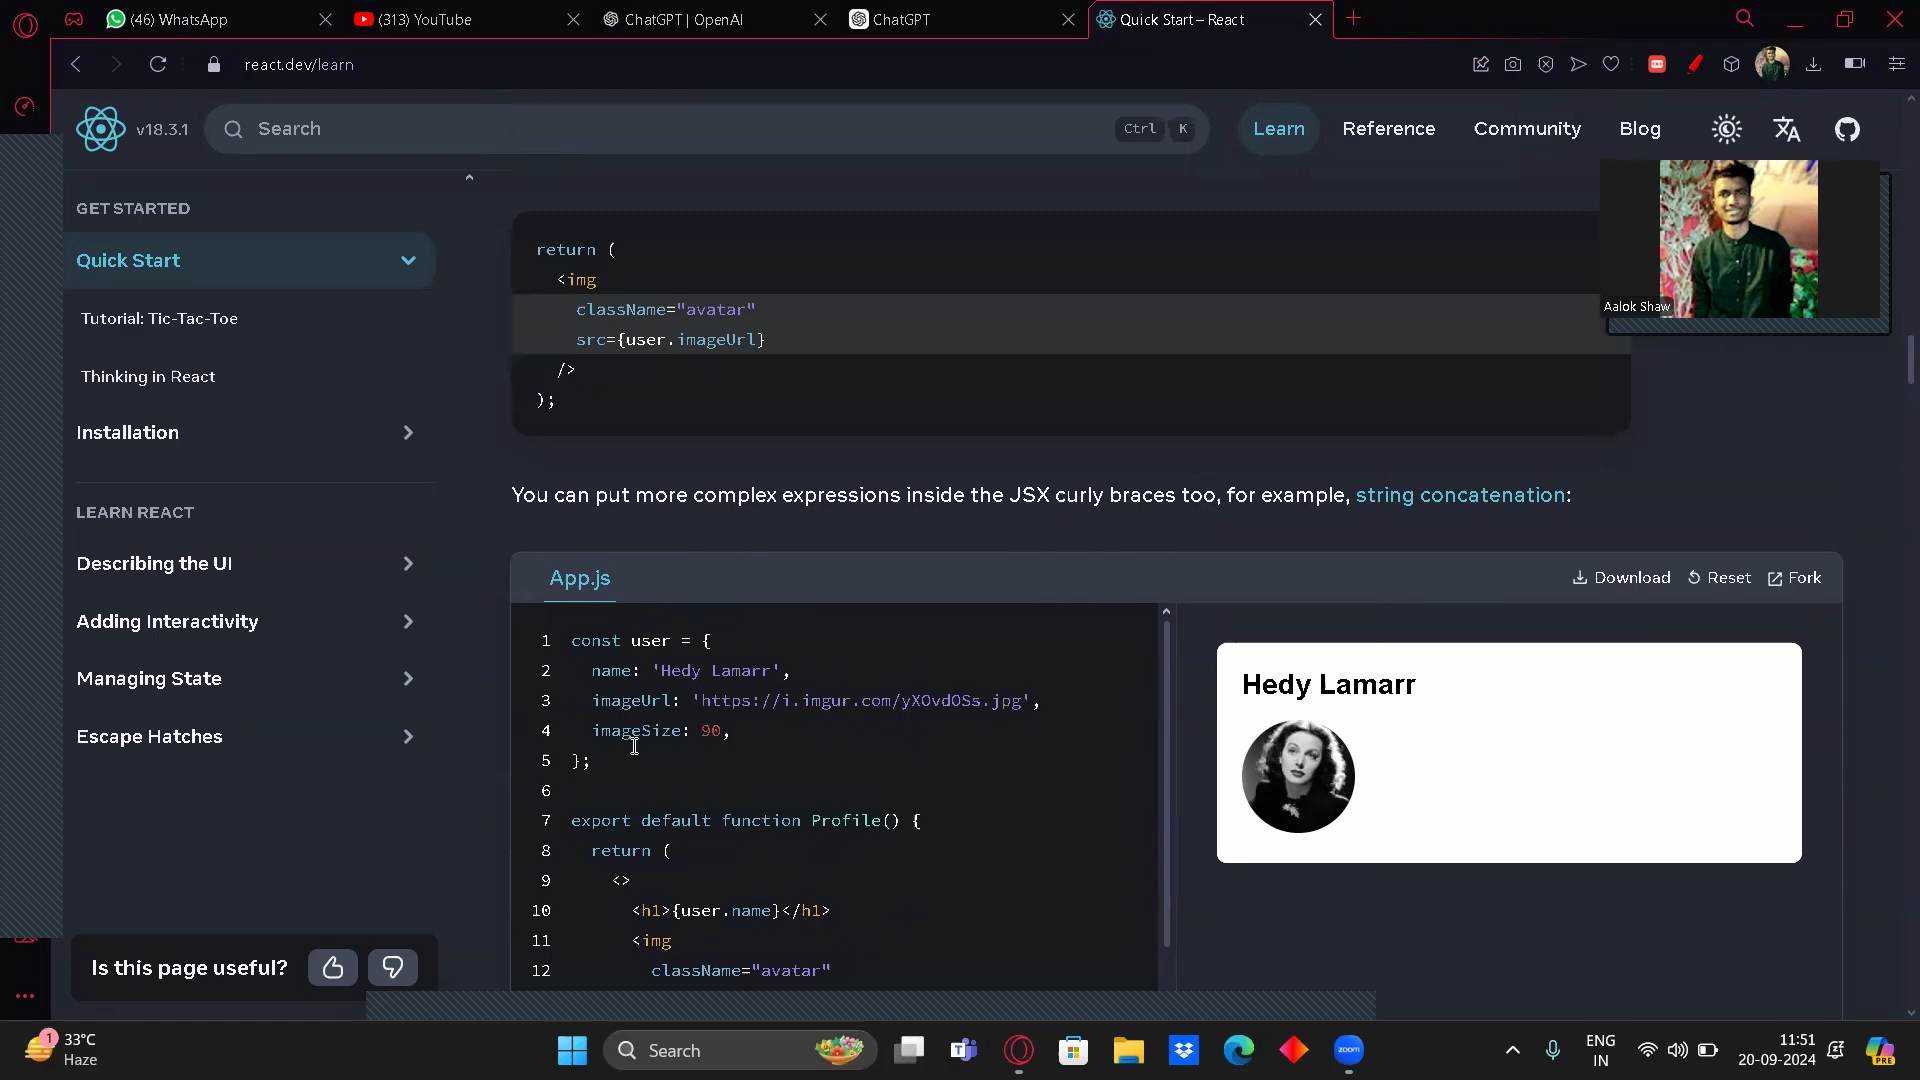 (46) WhatsApp
(313) YouTube
ChatGPT | OpenAI
ChatGPT
Quick Start – React
react.dev/learn
v18.3.1
Search
Ctrl K
Learn
Reference
Community
Blog
GET STARTED
Quick Start
Tutorial: Tic-Tac-Toe
Thinking in React
Installation
LEARN REACT
Describing the UI
Adding Interactivity
Managing State
Escape Hatches
Is this page useful?
return (
<img
className="avatar"
src={user.imageUrl}
/>
);
Aalok Shaw
You can put more complex expressions inside the JSX curly braces too, for example, string concatenation:
App.js
Download
Reset
Fork
1 const user = {
2 name: 'Hedy Lamarr',
3 imageUrl: 'https://i.imgur.com/yXOvdOSs.jpg',
4 imageSize: 90,
5 };
6
7 export default function Profile() {
8 return (
9 <>
10 <h1>{user.name}</h1>
11 <img
12 className="avatar"
Hedy Lamarr
1
33°C
Haze
Search
zoom
ENG
IN
11:51
20-09-2024
PRE